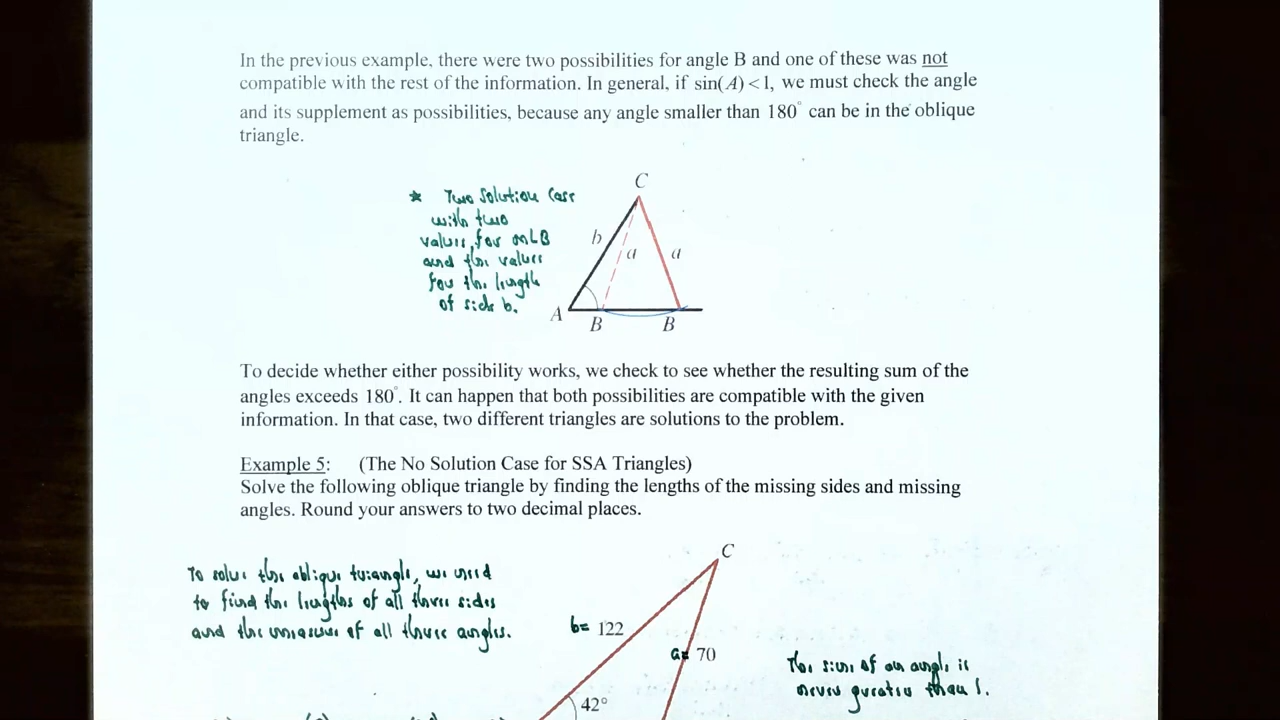 In the previous example, there were two possibilities for angle B and one of these was not
compatible with the rest of the information. In general, if sin(A) < 1, we must check the angle
and its supplement as possibilities, because any angle smaller than 180° can be in the oblique
triangle.
* Two Solution Case
with two
values for m∠B
and two values
for the length
of side b.
C
b
a
a
A
B
B
To decide whether either possibility works, we check to see whether the resulting sum of the
angles exceeds 180°. It can happen that both possibilities are compatible with the given
information. In that case, two different triangles are solutions to the problem.
Example 5: (The No Solution Case for SSA Triangles)
Solve the following oblique triangle by finding the lengths of the missing sides and missing
angles. Round your answers to two decimal places.
To solve the oblique triangle, we need
to find the lengths of all three sides
and the measure of all three angles.
C
b= 122
a= 70
42°
The sine of an angle is
never greater than 1.